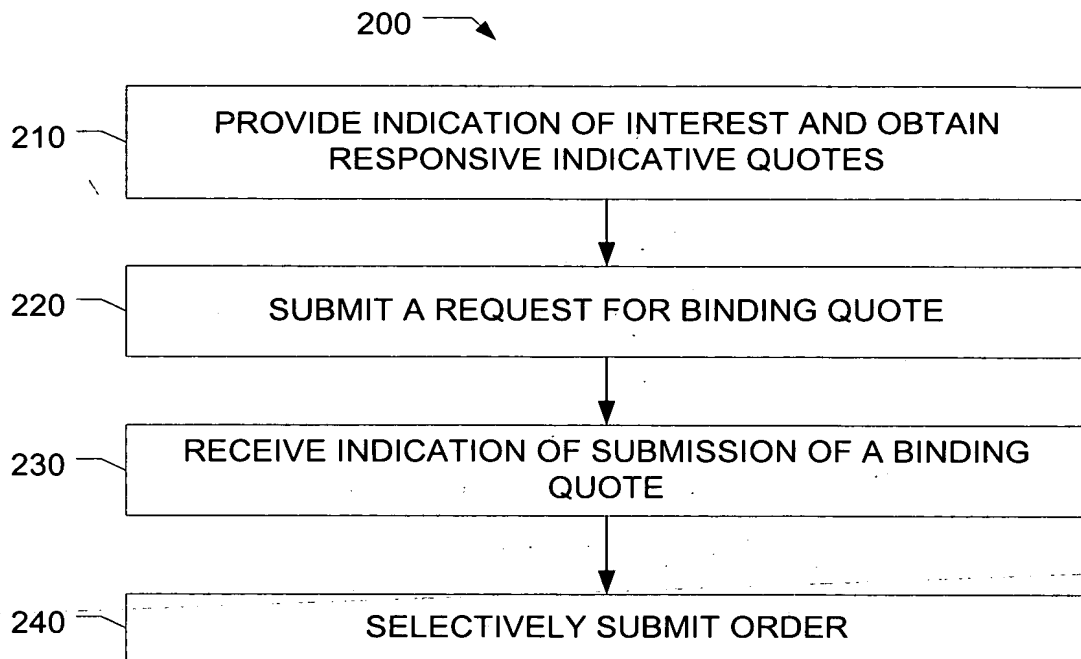 200
210
PROVIDE INDICATION OF INTEREST AND OBTAIN
RESPONSIVE INDICATIVE QUOTES
220
SUBMIT A REQUEST FOR BINDING QUOTE
230
RECEIVE INDICATION OF SUBMISSION OF A BINDING
QUOTE
240
SELECTIVELY SUBMIT ORDER